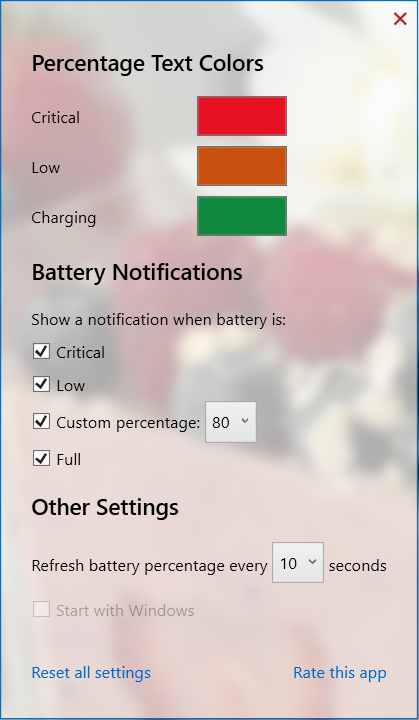 Percentage Text Colors
Critical
Low
Charging
Battery Notifications
Show a notification when battery is:
Critical
Low
Custom percentage: 80
Full
Other Settings
Refresh battery percentage every 10 seconds
Start with Windows
Reset all settings Rate this app